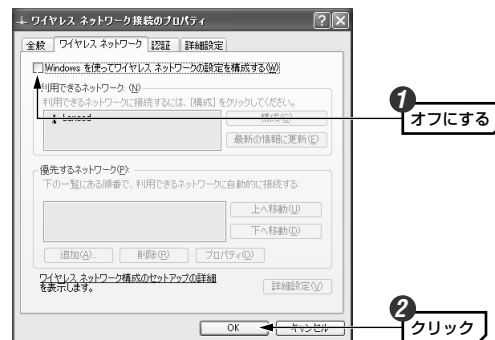 ワイヤレス ネットワーク接続のプロパティ
全般 ワイヤレス ネットワーク 認証 詳細設定
Windows を使ってワイヤレス ネットワークの設定を構成する(W)
利用できるネットワーク (N)
利用できるネットワークに接続するには、[構成] をクリックしてください。
Laneed
構成(C)
最新の情報に更新(E)
優先するネットワーク(P):
下の一覧にある順番で、利用できるネットワークに自動的に接続する:
上へ移動(U)
下へ移動(D)
追加(A)... 削除(R) プロパティ(O)
ワイヤレス ネットワーク構成のセットアップの詳細
を表示します。
詳細設定(V)
OK キャンセル
1
オフにする
2
クリック